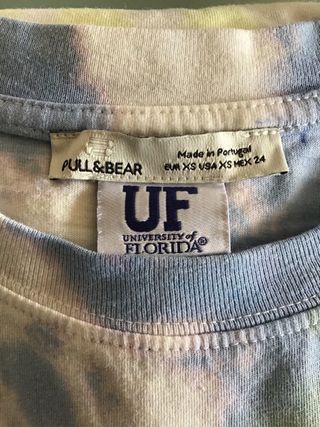 PULL&BEAR
Made in Portugal
EUR XS USA XS MEX 24
UF
UNIVERSITY of
FLORIDA®